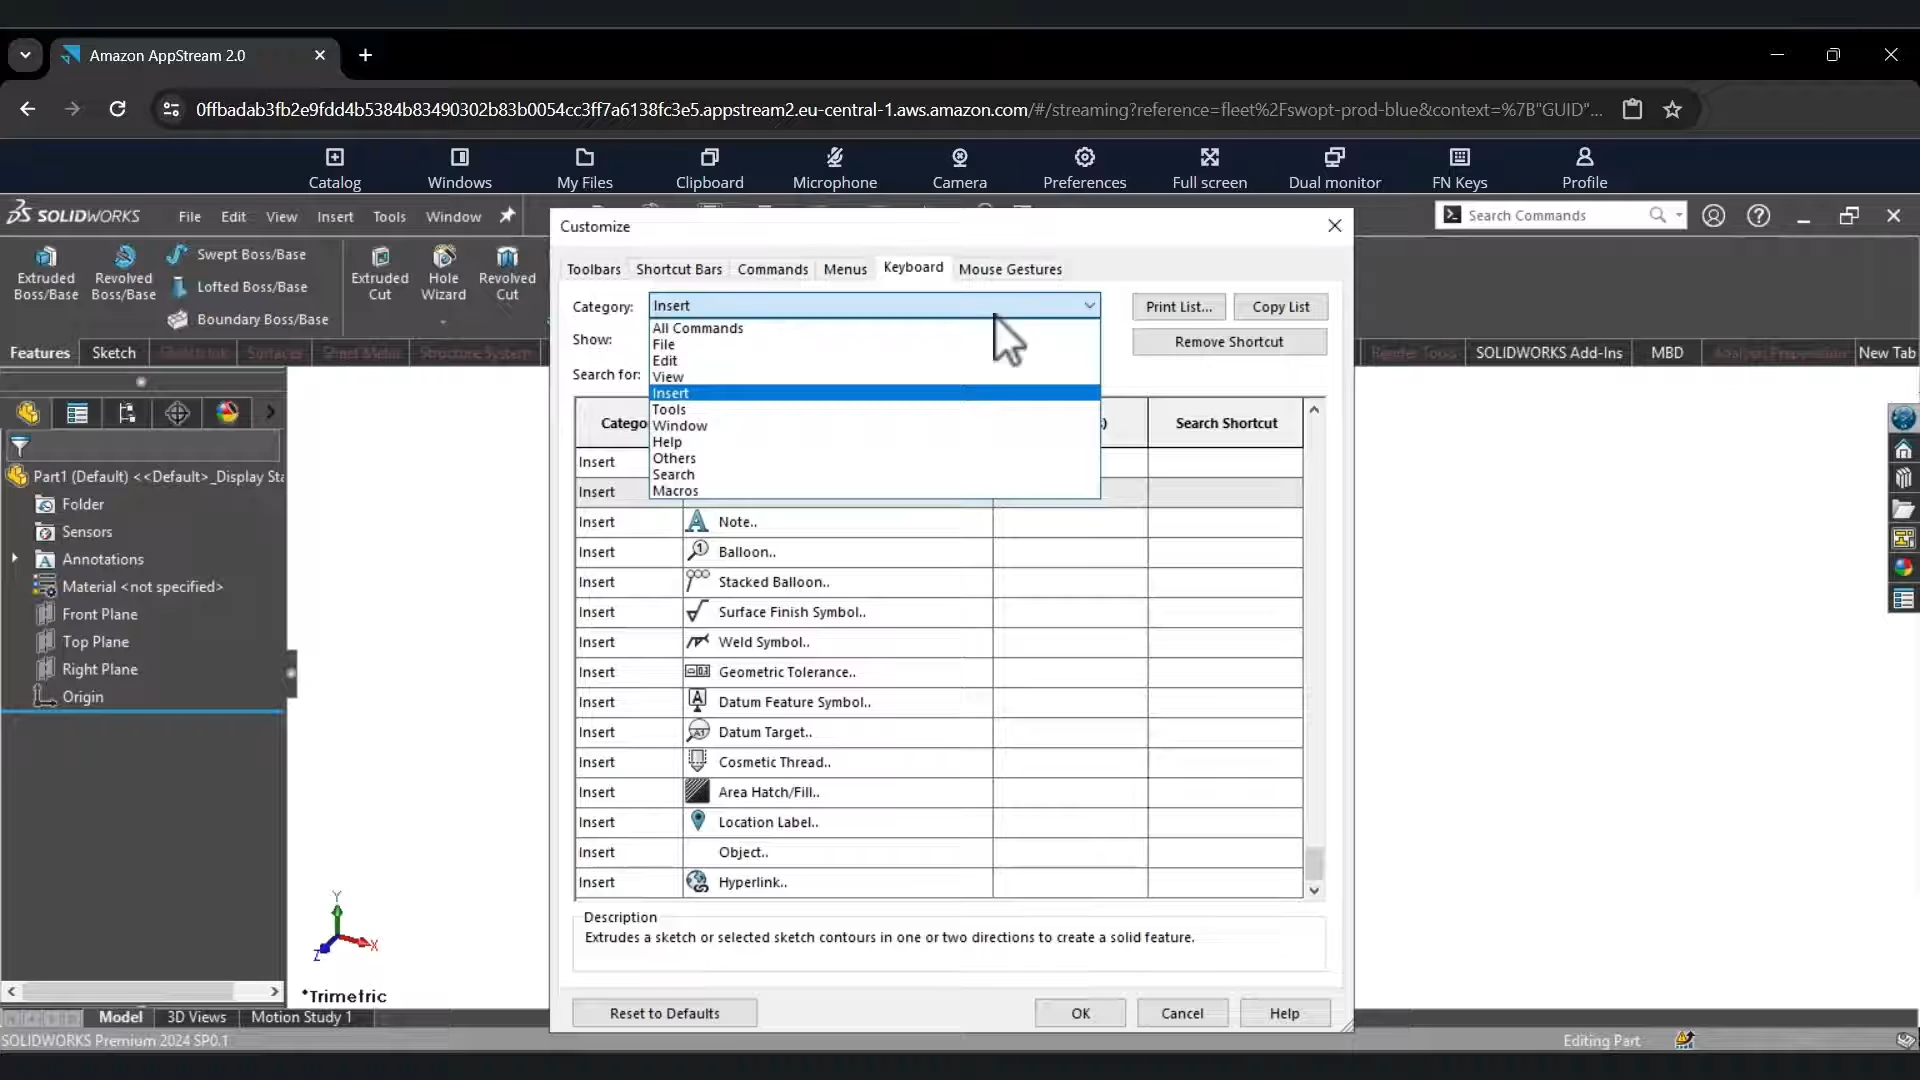 Amazon AppStream 2.0
0ffbadab3fb2e9fdd4b5384b83490302b83b0054cc3ff7a6138fc3e5.appstream2.eu-central-1.aws.amazon.com/#/streaming?reference=fleet%2Fswopt-prod-blue&context=%7B"GUID"...
Catalog Windows My Files Clipboard Microphone Camera Preferences Full screen Dual monitor FN Keys Profile
SOLIDWORKS File Edit View Insert Tools Window
Search Commands
Extruded Boss/Base
Revolved Boss/Base
Swept Boss/Base
Lofted Boss/Base
Boundary Boss/Base
Extruded Cut
Hole Wizard
Revolved Cut
Features Sketch Surfaces Sheet Metal Structure System Render Tools SOLIDWORKS Add-Ins MBD Analysis Preparation New Tab
Part1 (Default) <<Default>_Display Sta
Folder
Sensors
Annotations
Material <not specified>
Front Plane
Top Plane
Right Plane
Origin
Customize
Toolbars Shortcut Bars Commands Menus Keyboard Mouse Gestures
Category: Insert
Print List... Copy List
Show:
Remove Shortcut
Search for:
All Commands
File
Edit
View
Insert
Tools
Window
Help
Others
Search
Macros
Catego
Search Shortcut
Insert
Insert
Insert Note..
Insert Balloon..
Insert Stacked Balloon..
Insert Surface Finish Symbol..
Insert Weld Symbol..
Insert Geometric Tolerance..
Insert Datum Feature Symbol..
Insert Datum Target..
Insert Cosmetic Thread..
Insert Area Hatch/Fill..
Insert Location Label..
Insert Object..
Insert Hyperlink..
Description
Extrudes a sketch or selected sketch contours in one or two directions to create a solid feature.
Reset to Defaults OK Cancel Help
Y
X
Z
*Trimetric
Model 3D Views Motion Study 1
SOLIDWORKS Premium 2024 SP0.1
Editing Part